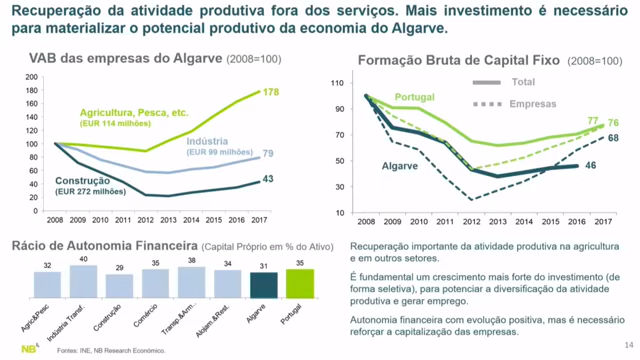 Recuperação da atividade produtiva fora dos serviços. Mais investimento é necessário
para materializar o potencial produtivo da economia do Algarve.
VAB das empresas do Algarve (2008=100)
200
180
160
140
120
100
80
60
40
20
0
178
Agricultura, Pesca, etc.
(EUR 114 milhões)
Indústria
(EUR 99 milhões)
79
Construção
(EUR 272 milhões)
43
2008 2009 2010 2011 2012 2013 2014 2015 2016 2017
Formação Bruta de Capital Fixo (2008=100)
110
90
70
50
30
10
Total
Empresas
Portugal
77 76
68
Algarve
46
2008 2009 2010 2011 2012 2013 2014 2015 2016 2017
Rácio de Autonomia Financeira (Capital Próprio em % do Ativo)
32 40 29 35 38 34 31 35
Agric&Pesc
Indústria Transf.
Construção
Comércio
Transp.&Arm...
Alojam.&Rest.
Algarve
Portugal
Recuperação importante da atividade produtiva na agricultura
e em outros setores.
É fundamental um crescimento mais forte do investimento (de
forma seletiva), para potenciar a diversificação da atividade
produtiva e gerar emprego.
Autonomia financeira com evolução positiva, mas é necessário
reforçar a capitalização das empresas.
NB
Fontes: INE, NB Research Económico.
14